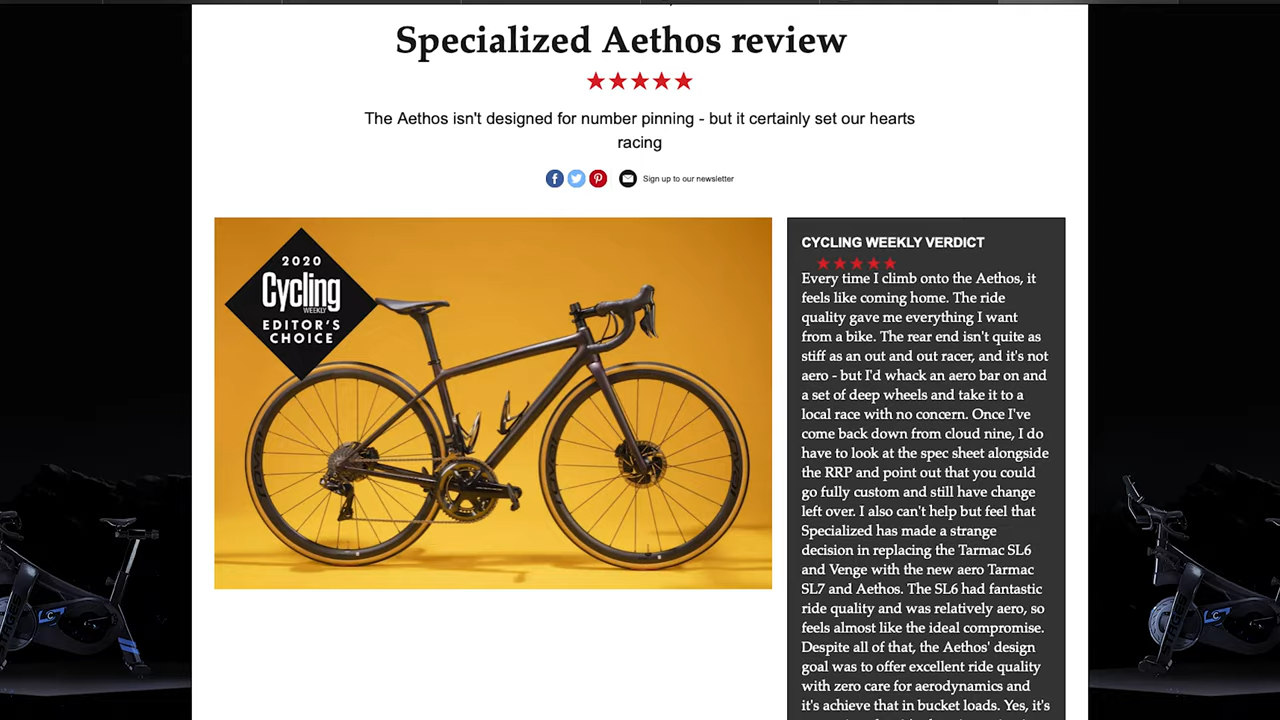 Specialized Aethos review
The Aethos isn't designed for number pinning - but it certainly set our hearts
racing
Sign up to our newsletter
2020
Cycling
WEEKLY
EDITOR'S
CHOICE
CYCLING WEEKLY VERDICT
Every time I climb onto the Aethos, it
feels like coming home. The ride
quality gave me everything I want
from a bike. The rear end isn't quite as
stiff as an out and out racer, and it's not
aero - but I'd whack an aero bar on and
a set of deep wheels and take it to a
local race with no concern. Once I've
come back down from cloud nine, I do
have to look at the spec sheet alongside
the RRP and point out that you could
go fully custom and still have change
left over. I also can't help but feel that
Specialized has made a strange
decision in replacing the Tarmac SL6
and Venge with the new aero Tarmac
SL7 and Aethos. The SL6 had fantastic
ride quality and was relatively aero, so
feels almost like the ideal compromise.
Despite all of that, the Aethos' design
goal was to offer excellent ride quality
with zero care for aerodynamics and
it's achieve that in bucket loads. Yes, it's